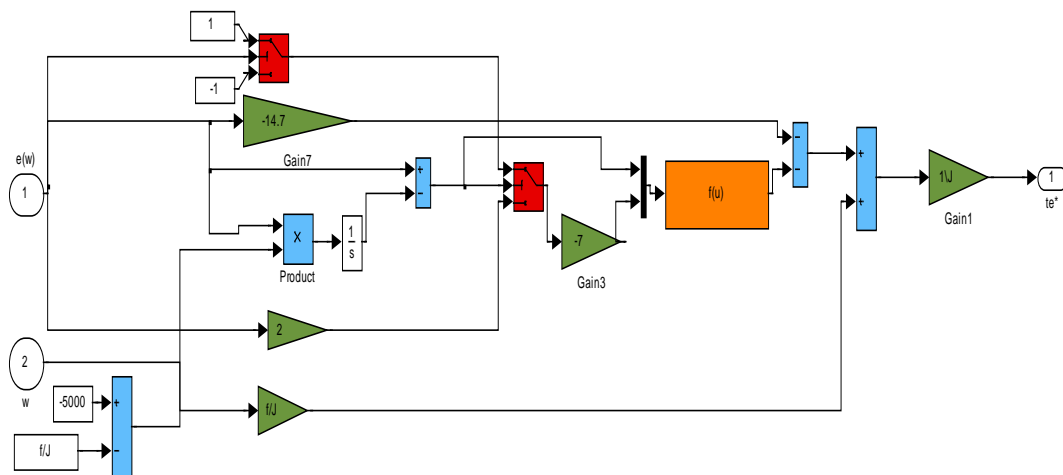 1
-1
-14.7
Gain7
e(w)
1
+
-
X
Product
1
s
-7
Gain3
f(u)
-
-
+
+
1\J
Gain1
1
te*
2
2
w
-5000
f/J
+
-
f/J